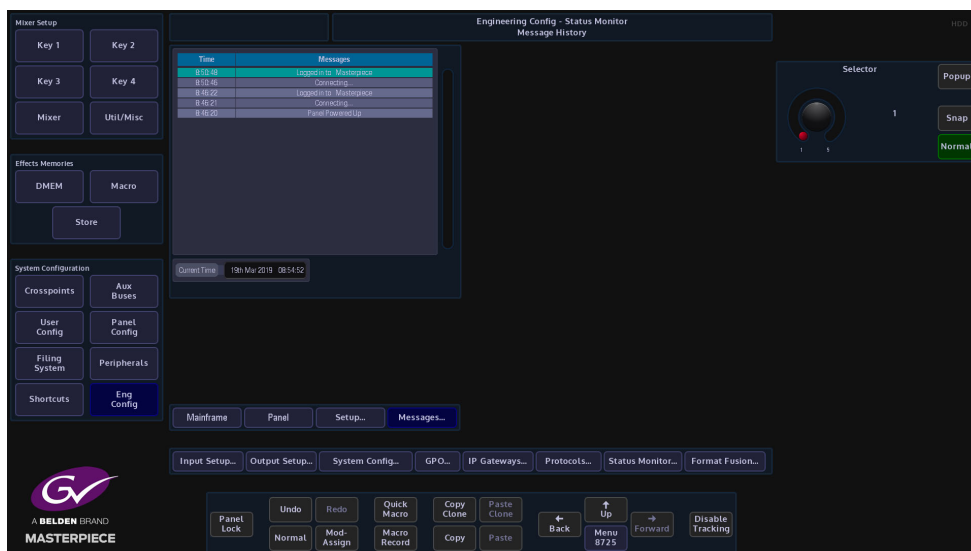 Mixer Setup
Key 1
Key 2
Key 3
Key 4
Mixer
Util/Misc
Effects Memories
DMEM
Macro
Store
System Configuration
Crosspoints
Aux
Buses
User
Config
Panel
Config
Filing
System
Peripherals
Shortcuts
Eng
Config
Engineering Config - Status Monitor
Message History
Time Messages
8:50:48 Logged in to Masterpiece
8:50:46 Connecting...
8:46:22 Logged in to Masterpiece
8:46:21 Connecting...
8:46:20 Panel Powered Up
Current Time 19th Mar 2019 08:54:52
Mainframe
Panel
Setup...
Messages...
Input Setup...
Output Setup...
System Config...
GPO...
IP Gateways...
Protocols...
Status Monitor...
Format Fusion...
HDD
Selector
1
1
Popup
Snap
Normal
GV
A BELDEN BRAND
MASTERPIECE
Panel
Lock
Undo
Redo
Normal
Mod-
Assign
Quick
Macro
Macro
Record
Copy
Clone
Paste
Clone
Copy
Paste
←
Back
↑
Up
Menu
8725
→
Forward
Disable
Tracking